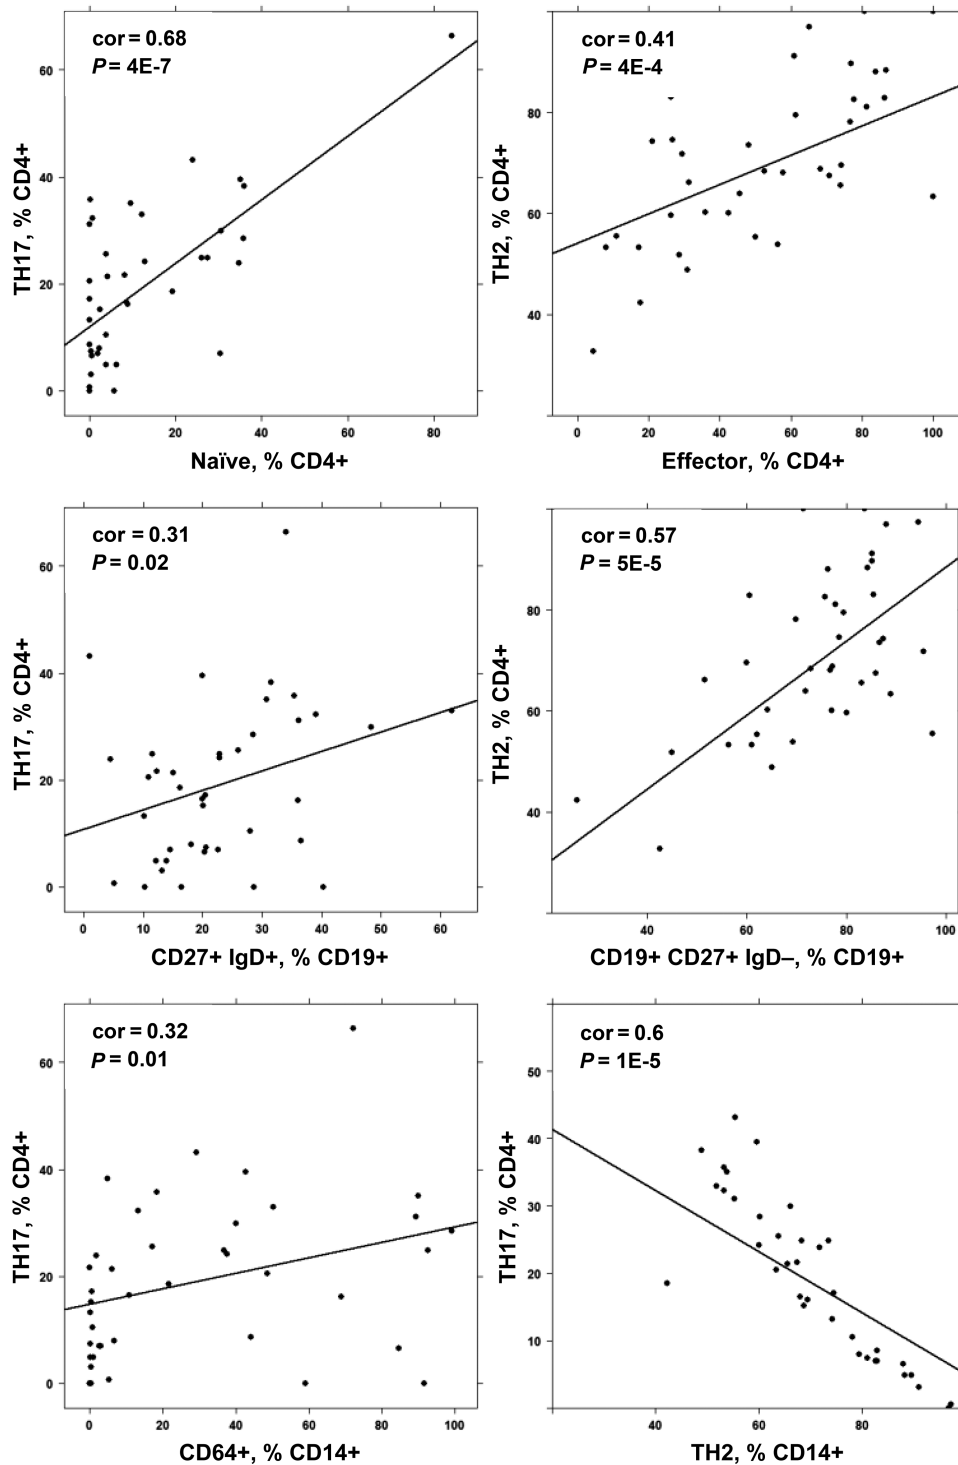 cor = 0.68
P = 4E-7
TH17, % CD4+
60
40
20
0
0 20 40 60 80
Naïve, % CD4+
cor = 0.41
P = 4E-4
TH2, % CD4+
80
60
40
0 20 40 60 80 100
Effector, % CD4+
cor = 0.31
P = 0.02
TH17, % CD4+
60
40
20
0
0 10 20 30 40 50 60
CD27+ IgD+, % CD19+
cor = 0.57
P = 5E-5
TH2, % CD4+
80
60
40
40 60 80 100
CD19+ CD27+ IgD–, % CD19+
cor = 0.32
P = 0.01
TH17, % CD4+
60
40
20
0
0 20 40 60 80 100
CD64+, % CD14+
cor = 0.6
P = 1E-5
TH17, % CD4+
50
40
30
20
10
40 60 80
TH2, % CD14+